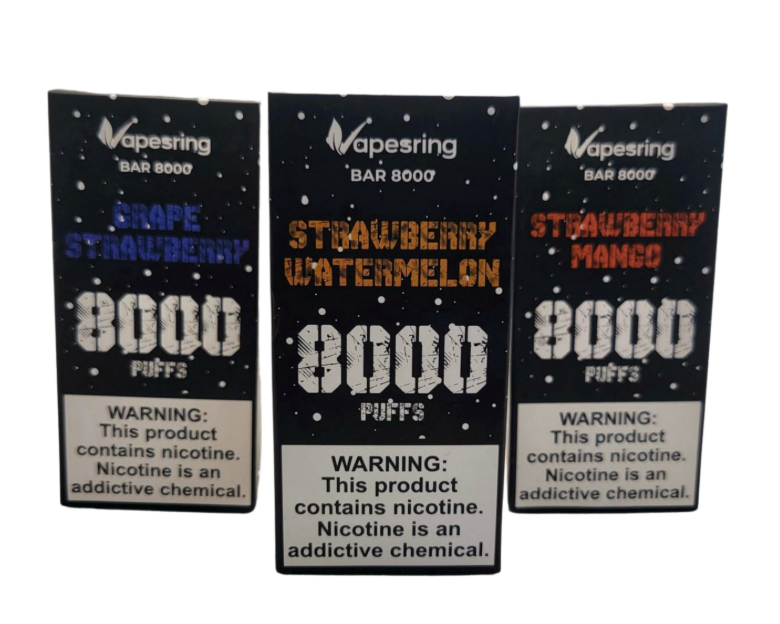 Vapesring
BAR 8000
GRAPE
STRAWBERRY
8000
PUFFS
WARNING:
This product
contains nicotine.
Nicotine is an
addictive chemical.
Vapesring
BAR 8000
STRAWBERRY
WATERMELON
8000
PUFFS
WARNING:
This product
contains nicotine.
Nicotine is an
addictive chemical.
Vapesring
BAR 8000
STRAWBERRY
MANGO
8000
PUFFS
WARNING:
This product
contains nicotine.
Nicotine is an
addictive chemical.